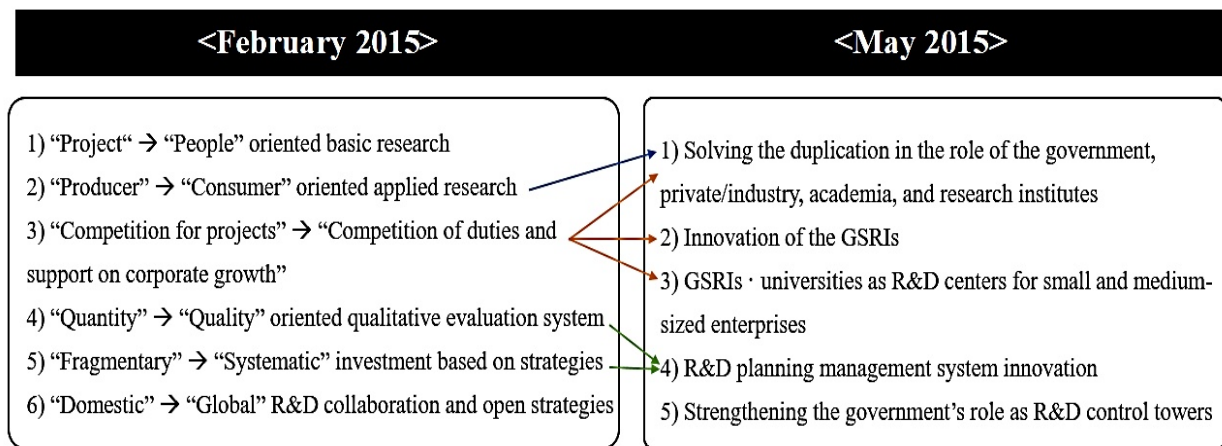 <February 2015>
<May 2015>
1) “Project“ → “People” oriented basic research
2) “Producer” → “Consumer” oriented applied research
3) “Competition for projects” → “Competition of duties and
support on corporate growth”
4) “Quantity” → “Quality” oriented qualitative evaluation system
5) “Fragmentary” → “Systematic” investment based on strategies
6) “Domestic” → “Global” R&D collaboration and open strategies
1) Solving the duplication in the role of the government,
private/industry, academia, and research institutes
2) Innovation of the GSRIs
3) GSRIs · universities as R&D centers for small and medium-
sized enterprises
4) R&D planning management system innovation
5) Strengthening the government’s role as R&D control towers